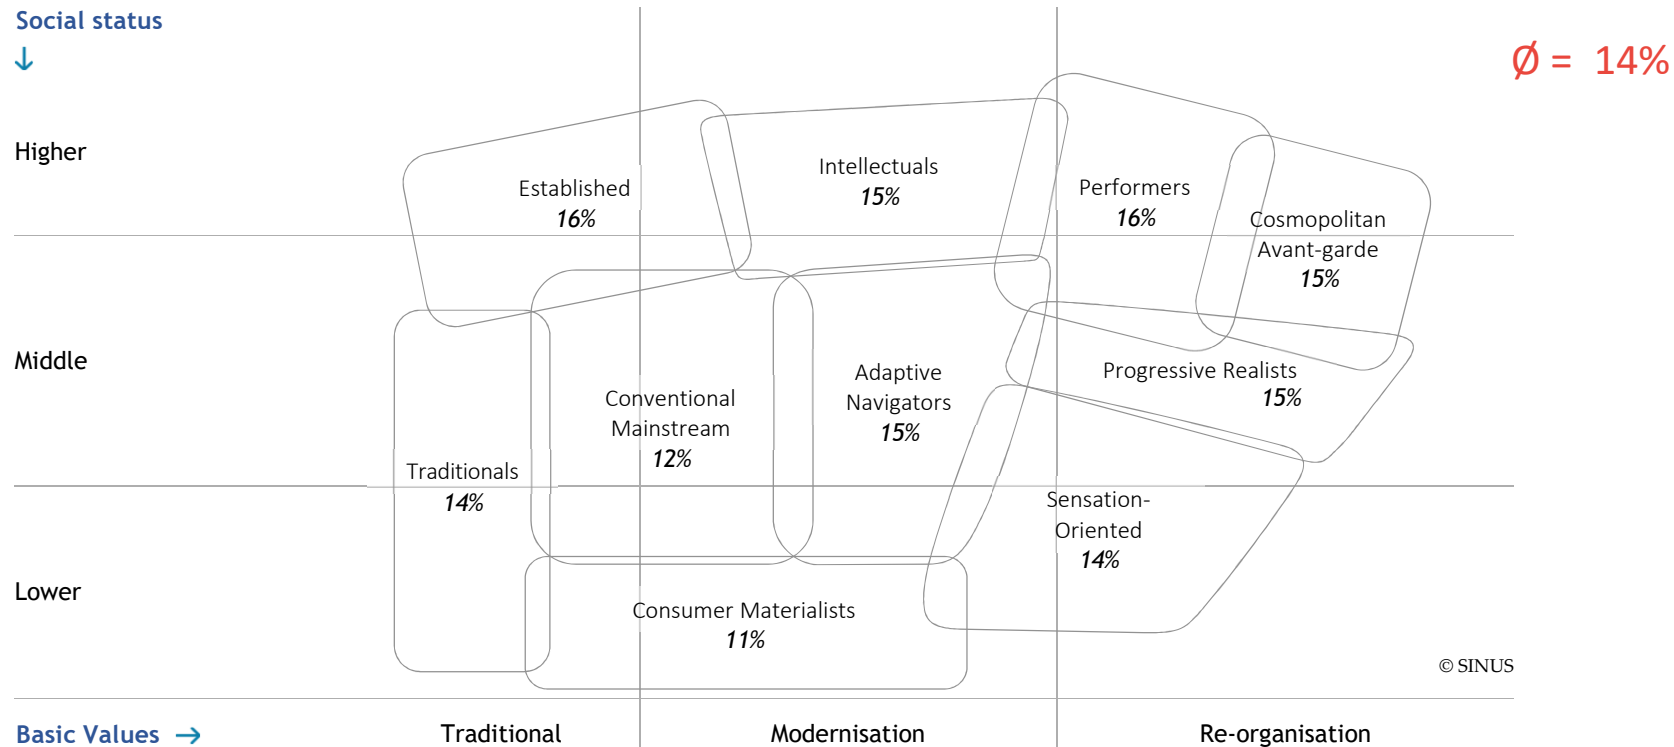 Social status
↓
Ø = 14%
Higher
Established
16%
Intellectuals
15%
Performers
16%
Cosmopolitan
Avant-garde
15%
Middle
Conventional
Mainstream
12%
Adaptive
Navigators
15%
Progressive Realists
15%
Traditionals
14%
Sensation-
Oriented
14%
Lower
Consumer Materialists
11%
© SINUS
Basic Values →
Traditional
Modernisation
Re-organisation